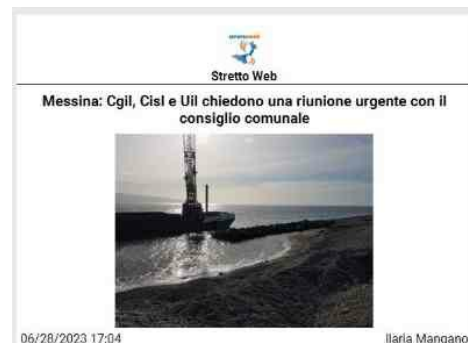 Stretto Web
Messina: Cgil, Cisl e Uil chiedono una riunione urgente con il
consiglio comunale
06/28/2023 17:04
Ilaria Mangano